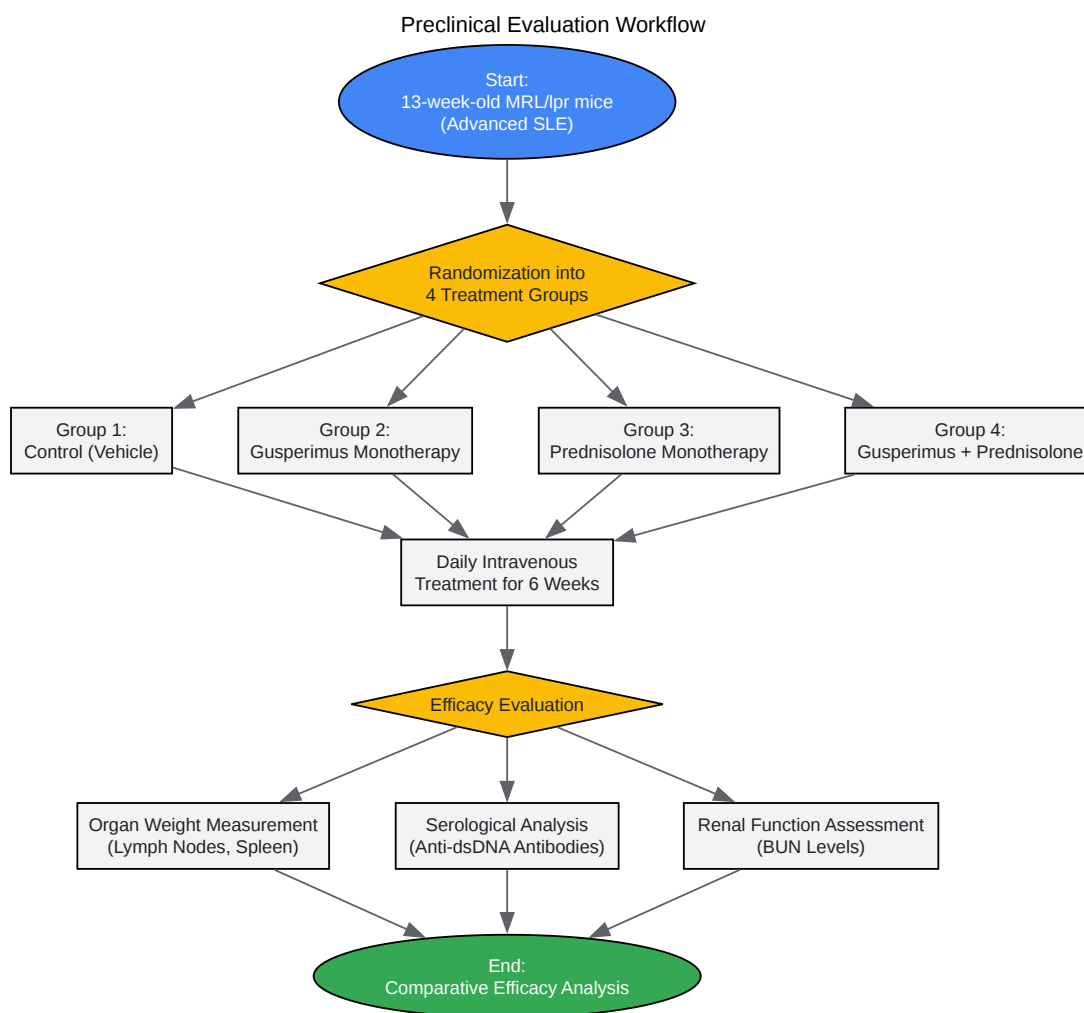 Preclinical Evaluation Workflow
Start:
13-week-old MRL/lpr mice
(Advanced SLE)
Randomization into
4 Treatment Groups
Group 1:
Control (Vehicle)
Group 2:
Gusperimus Monotherapy
Group 3:
Prednisolone Monotherapy
Group 4:
Gusperimus + Prednisolone
Daily Intravenous
Treatment for 6 Weeks
Efficacy Evaluation
Organ Weight Measurement
(Lymph Nodes, Spleen)
Serological Analysis
(Anti-dsDNA Antibodies)
Renal Function Assessment
(BUN Levels)
End:
Comparative Efficacy Analysis